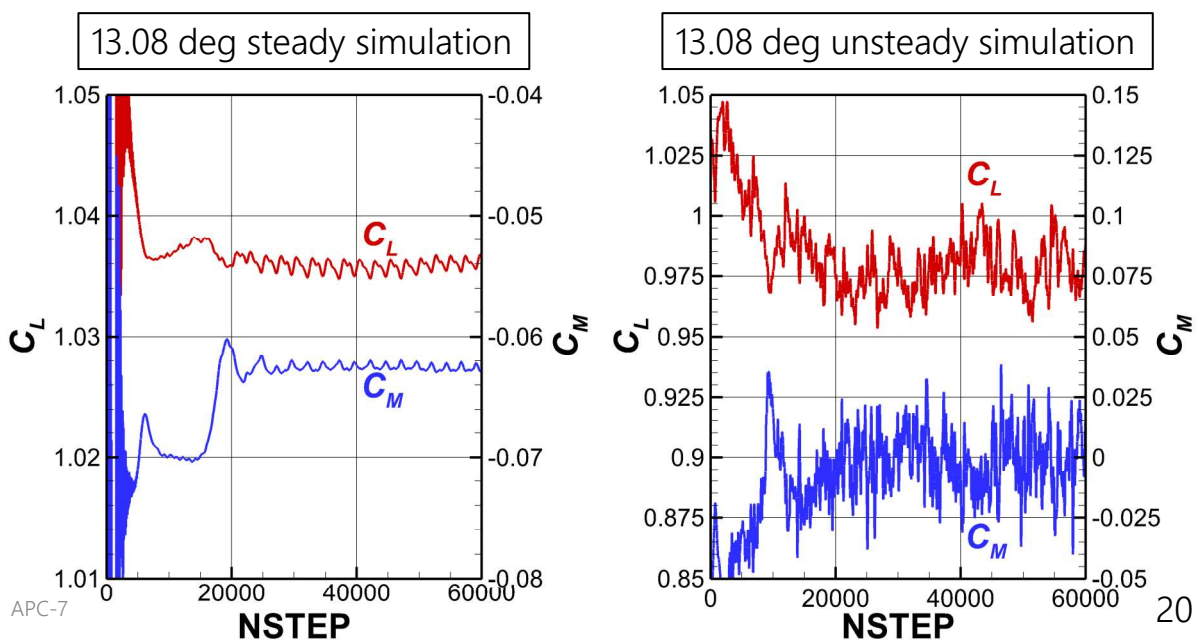 13.08 deg steady simulation
1.05
1.04
1.03
1.02
1.01
C_L
-0.04
-0.05
-0.06
-0.07
-0.08
C_M
C_L
C_M
0
20000
40000
60000
NSTEP
13.08 deg unsteady simulation
1.05
1.025
1
0.975
0.95
0.925
0.9
0.875
0.85
C_L
0.15
0.125
0.1
0.075
0.05
0.025
0
-0.025
-0.05
C_M
C_L
C_M
0
20000
40000
60000
NSTEP
APC-7
20